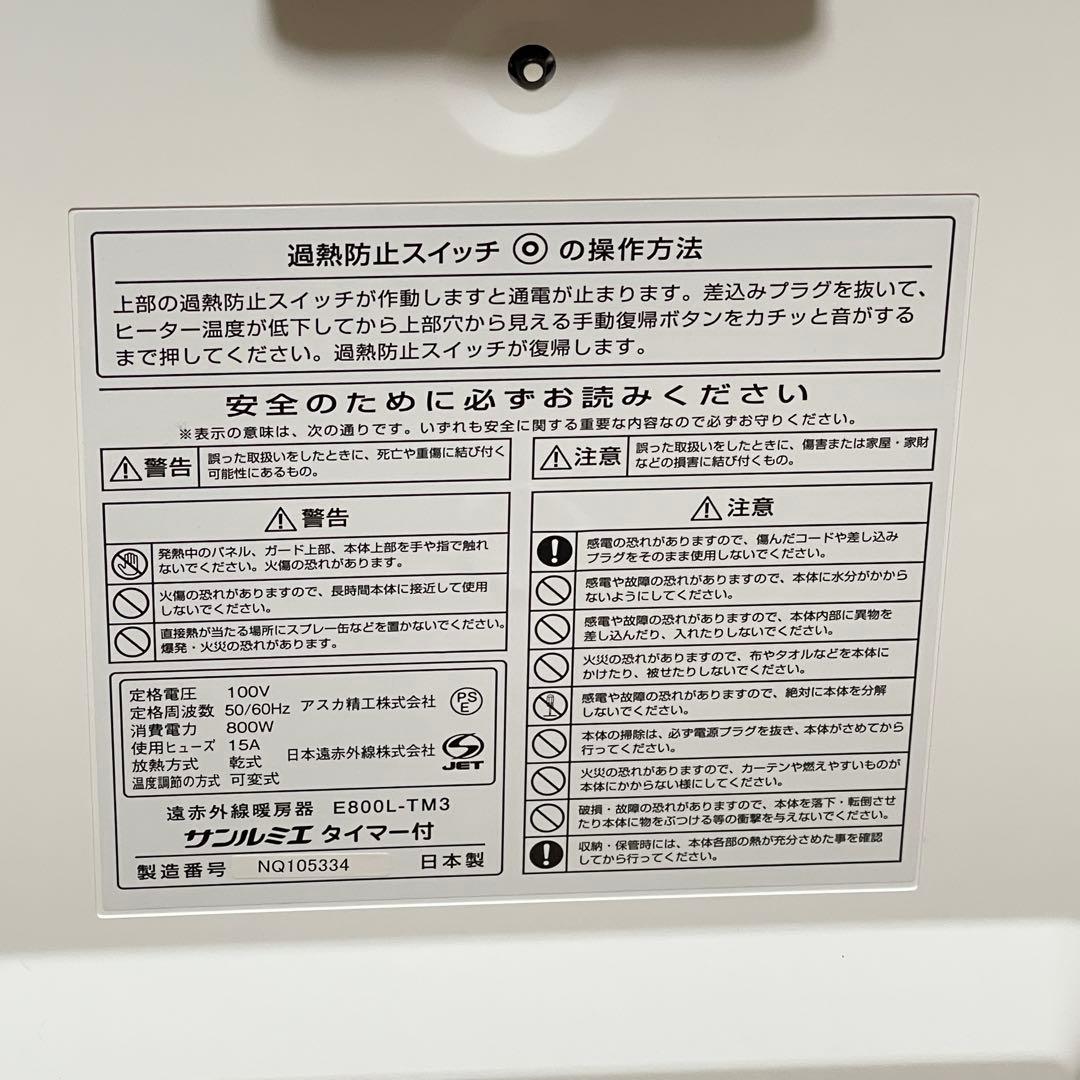 過熱防止スイッチ ◎ の操作方法
上部の過熱防止スイッチが作動しますと通電が止まります。差込みプラグを抜いて、
ヒーター温度が低下してから上部穴から見える手動復帰ボタンをカチッと音がする
まで押してください。過熱防止スイッチが復帰します。
安全のために必ずお読みください
※表示の意味は、次の通りです。いずれも安全に関する重要な内容なので必ずお守りください。
警告
誤った取扱いをしたときに、死亡や重傷に結び付く
可能性にあるもの。
注意
誤った取扱いをしたときに、傷害または家屋・家財
などの損害に結び付くもの。
警告
発熱中のパネル、ガード上部、本体上部を手や指で触れ
ないでください。火傷の恐れがあります。
火傷の恐れがありますので、長時間本体に接近して使用
しないでください。
直接熱が当たる場所にスプレー缶などを置かないでください。
爆発・火災の恐れがあります。
定格電圧 100V
定格周波数 50/60Hz
消費電力 800W
使用ヒューズ 15A
放熱方式 乾式
温度調節の方式 可変式
アスカ精工株式会社
PS
E
日本遠赤外線株式会社
JET
遠赤外線暖房器 E800L-TM3
サンルミエ タイマー付
製造番号 NQ105334 日本製
注意
感電の恐れがありますので、傷んだコードや差し込み
プラグをそのまま使用しないでください。
感電や故障の恐れがありますので、本体に水分がかから
ないようにしてください。
感電や故障の恐れがありますので、本体内部に異物を
差し込んだり、入れたりしないでください。
火災の恐れがありますので、布やタオルなどを本体に
かけたり、被せたりしないでください。
感電や故障の恐れがありますので、絶対に本体を分解
しないでください。
本体の掃除は、必ず電源プラグを抜き、本体がさめてから
行ってください。
火災の恐れがありますので、カーテンや燃えやすいものが
本体にかからない様にしてください。
破損・故障の恐れがありますので、本体を落下・転倒させ
たり本体に物をぶつける等の衝撃を与えないでください。
収納・保管時には、本体各部の熱が充分さめた事を確認
してから行ってください。